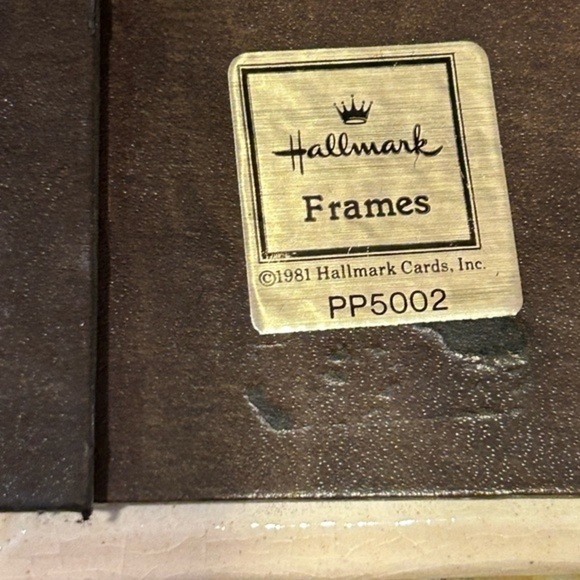 Hallmark
Frames
©1981 Hallmark Cards, Inc.
PP5002